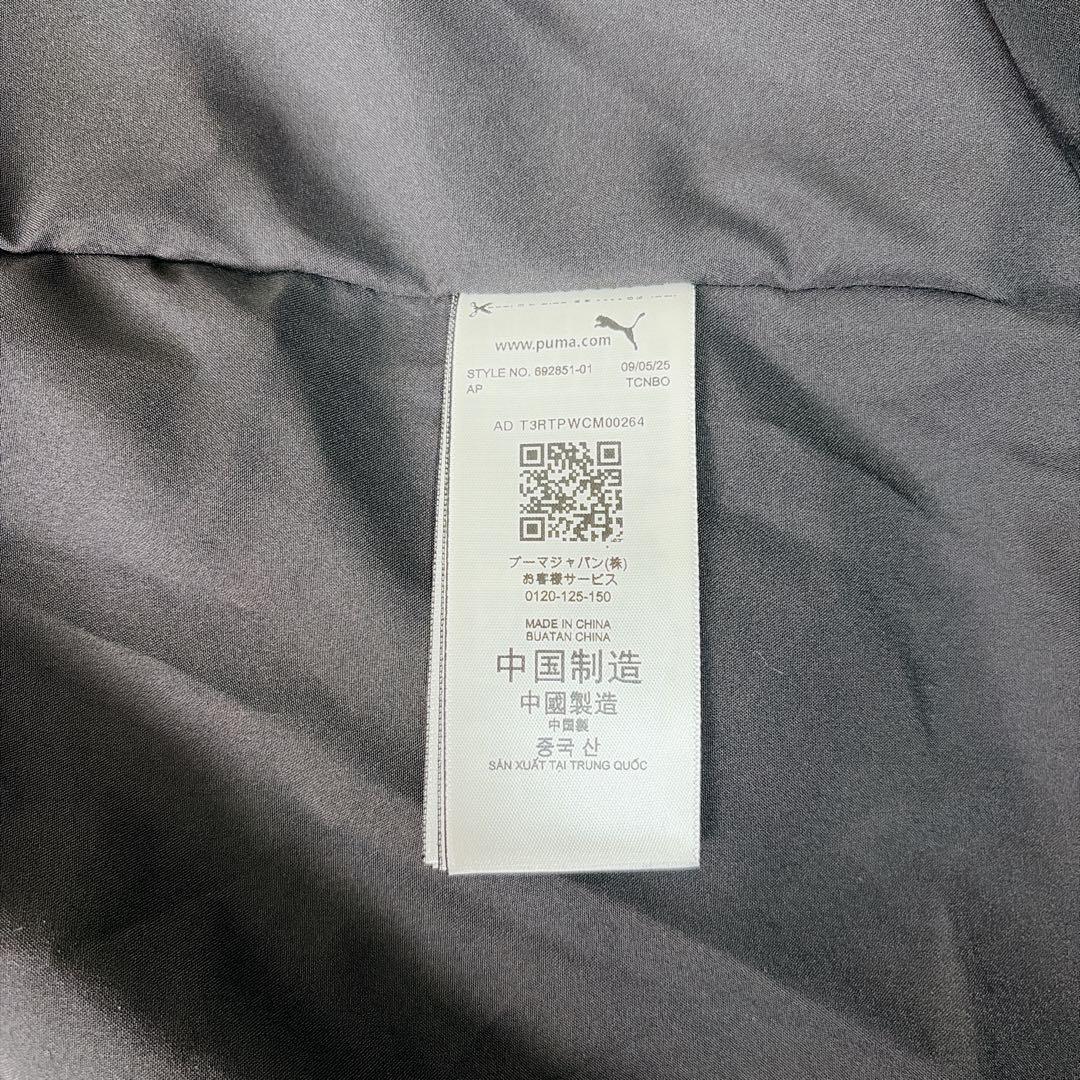 www.puma.com
STYLE NO. 692851-01 09/05/25
AP TCNBO
AD T3RTPWCM00264
プーマジャパン(株)
お客様サービス
0120-125-150
MADE IN CHINA
BUATAN CHINA
中国制造
中國製造
中国製
중국 산
SẢN XUẤT TẠI TRUNG QUỐC